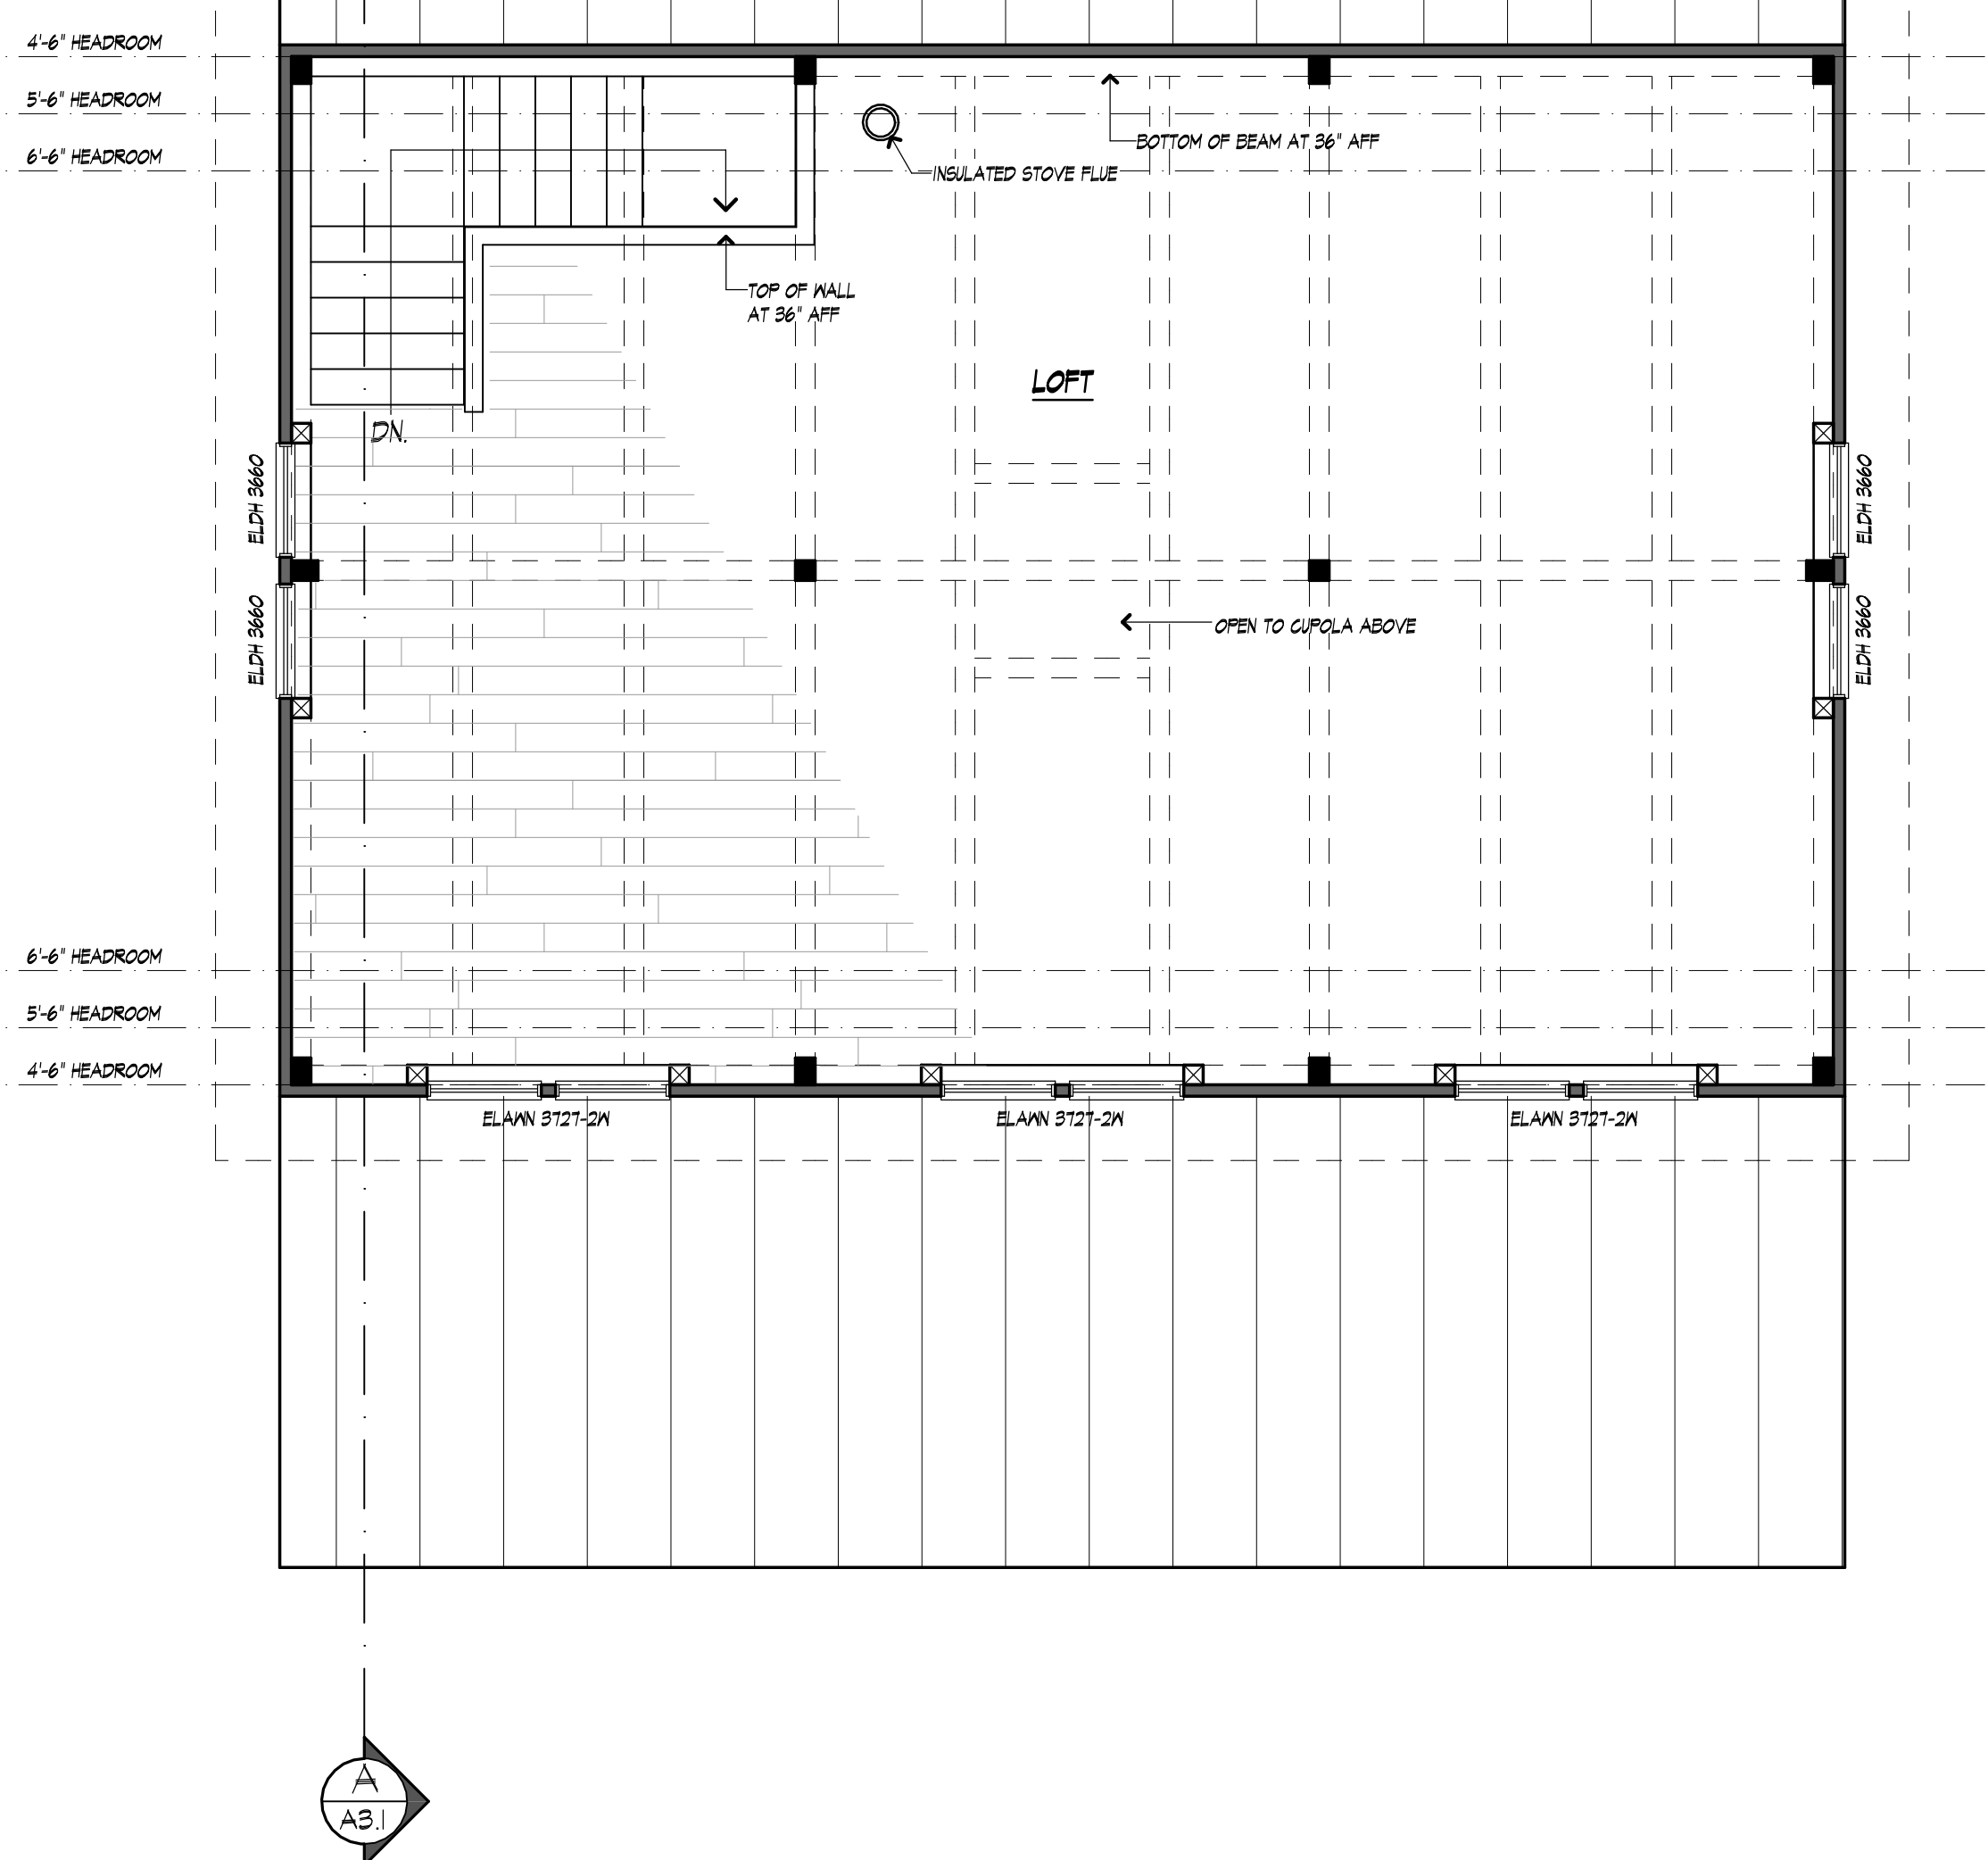 4'-6" HEADROOM
5'-6" HEADROOM
BOTTOM OF BEAM AT 36" AFF
6'-6" HEADROOM
INSULATED STOVE FLUE
TOP OF WALL
AT 36" AFF
LOFT
DN.
ELDH 3660
ELDH 3660
ELDH 3660
ELDH 3660
OPEN TO CUPOLA ABOVE
6'-6" HEADROOM
5'-6" HEADROOM
4'-6" HEADROOM
ELAWN 3727-2W
ELAWN 3727-2W
ELAWN 3727-2W
A
A3.1